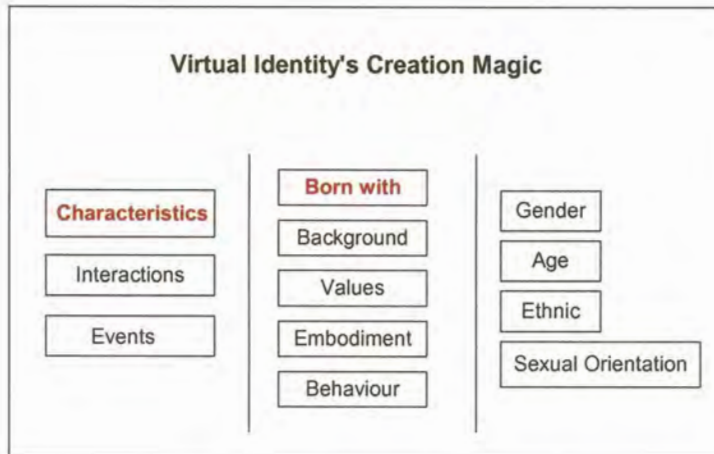 Virtual Identity's Creation Magic
Characteristics
Interactions
Events
Born with
Background
Values
Embodiment
Behaviour
Gender
Age
Ethnic
Sexual Orientation